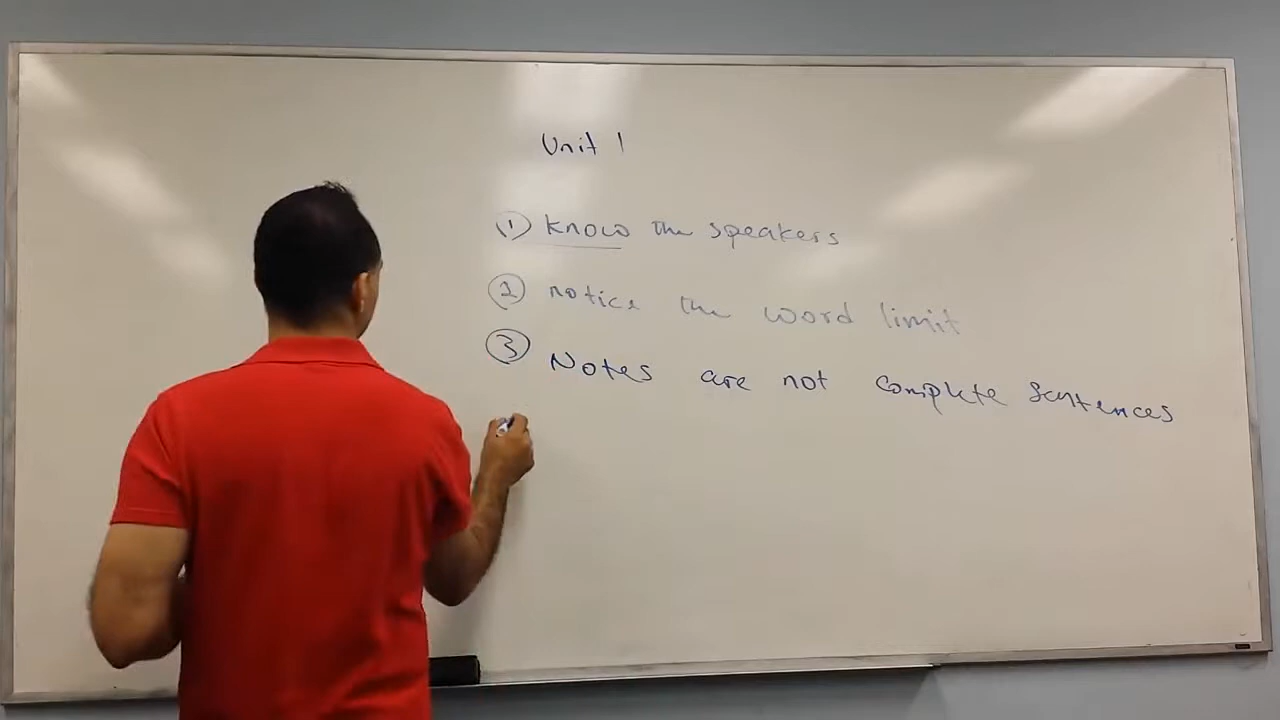 Unit 1
① know the speakers
② notice the word limit
③ Notes are not complete sentences